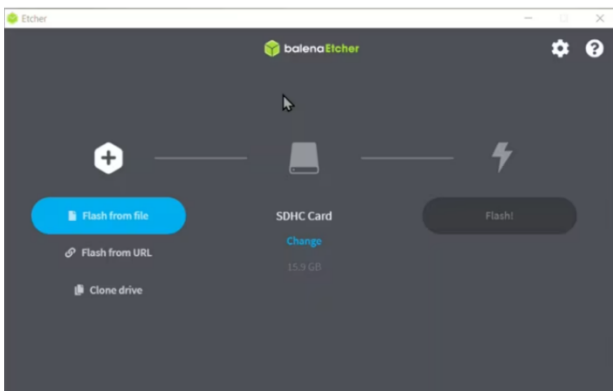 Etcher
balenaEtcher
Flash from file
SDHC Card
Flash!
Change
Flash from URL
15.9 GB
Clone drive